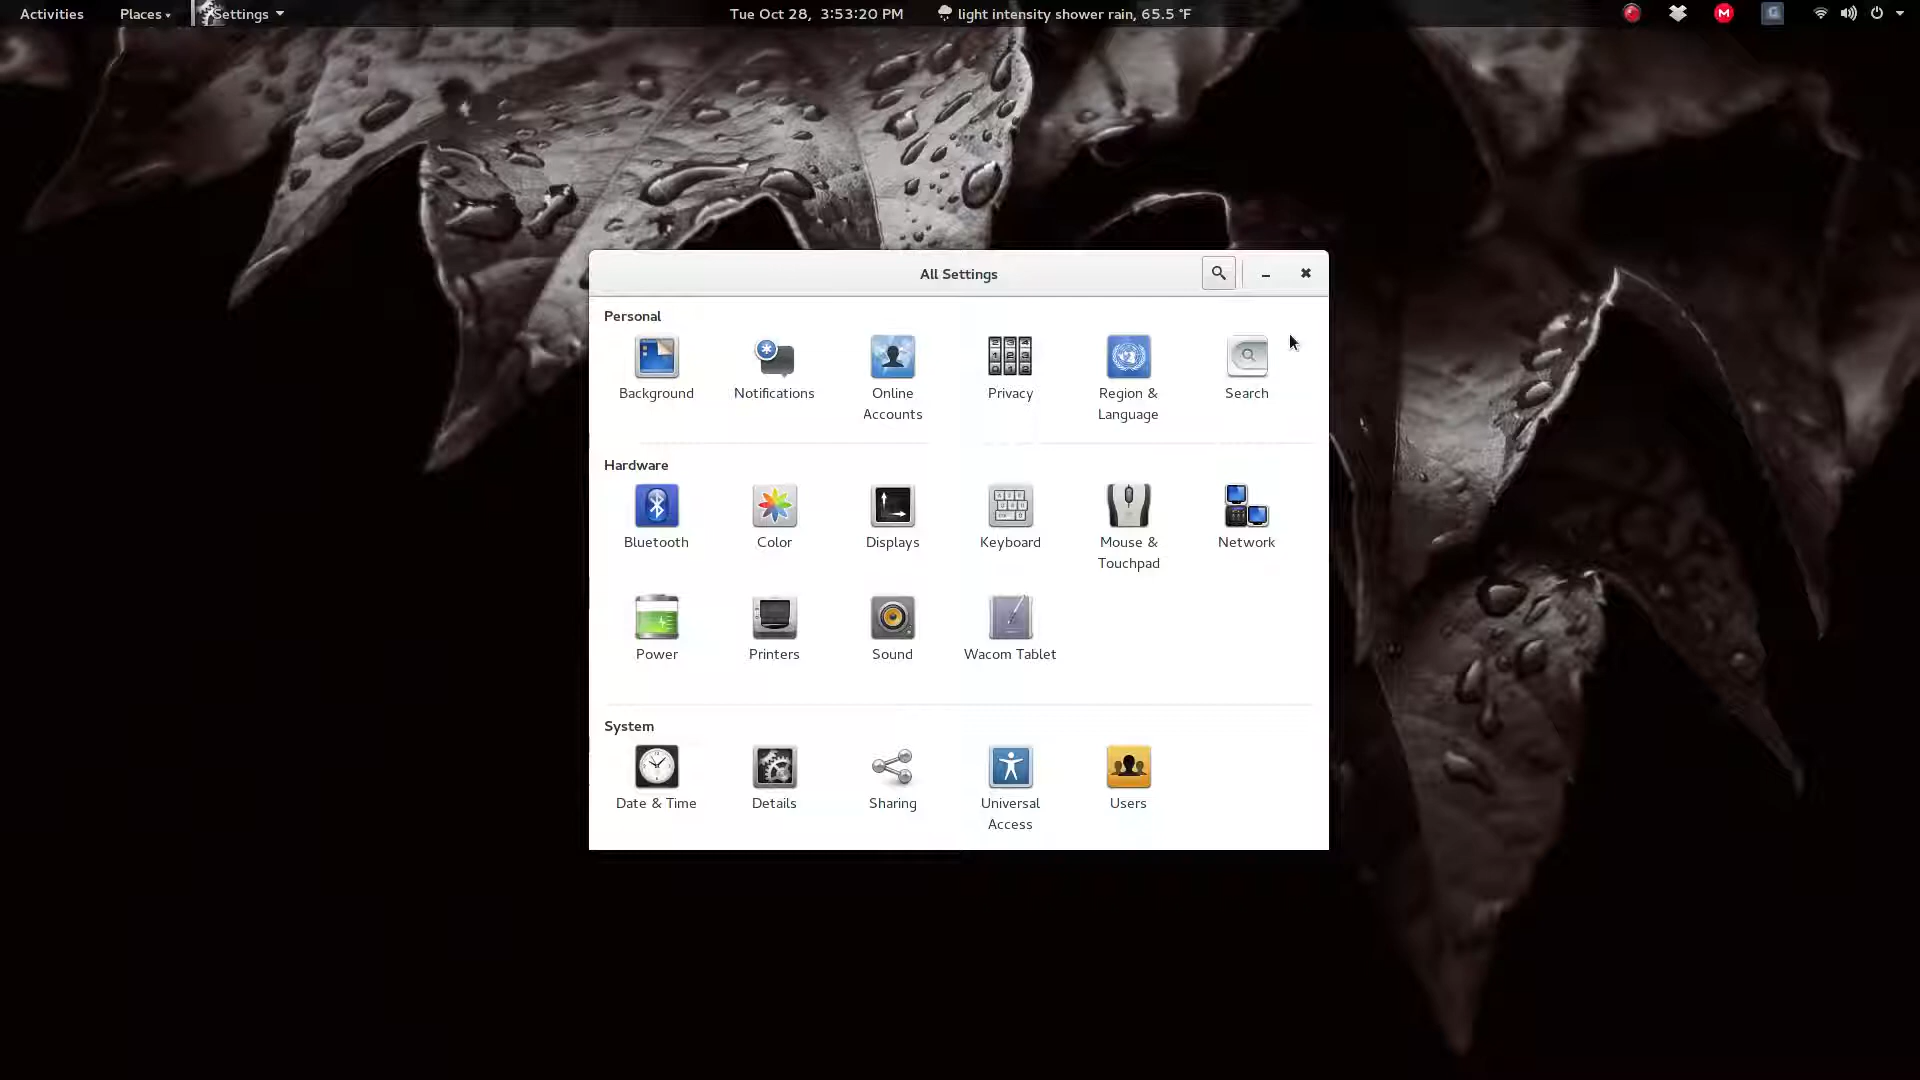 Activities Places Settings Tue Oct 28, 3:53:20 PM light intensity shower rain, 65.5 °F M
All Settings
Personal
Background Notifications Online Accounts Privacy Region & Language Search
Hardware
Bluetooth Color Displays Keyboard Mouse & Touchpad Network
Power Printers Sound Wacom Tablet
System
Date & Time Details Sharing Universal Access Users